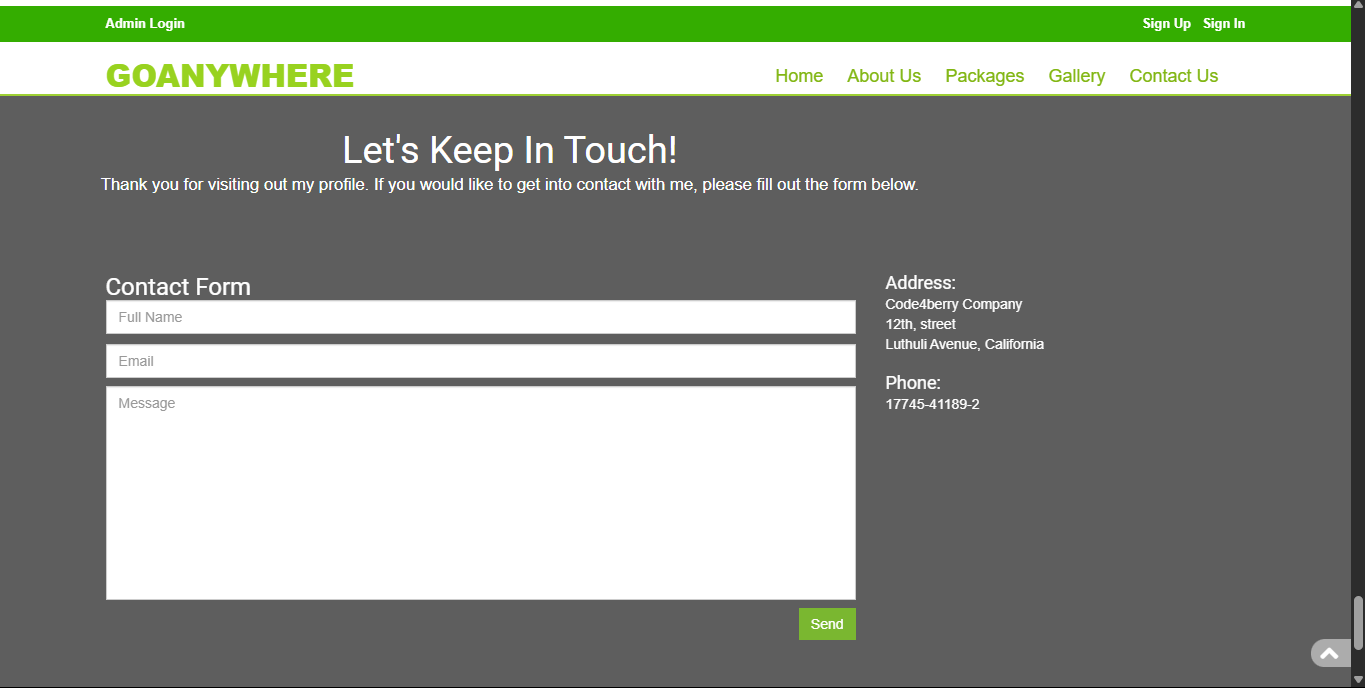 Admin Login
Sign Up Sign In
GOANYWHERE
Home About Us Packages Gallery Contact Us
Let's Keep In Touch!
Thank you for visiting out my profile. If you would like to get into contact with me, please fill out the form below.
Contact Form
Full Name
Email
Message
Send
Address:
Code4berry Company
12th, street
Luthuli Avenue, California
Phone:
17745-41189-2